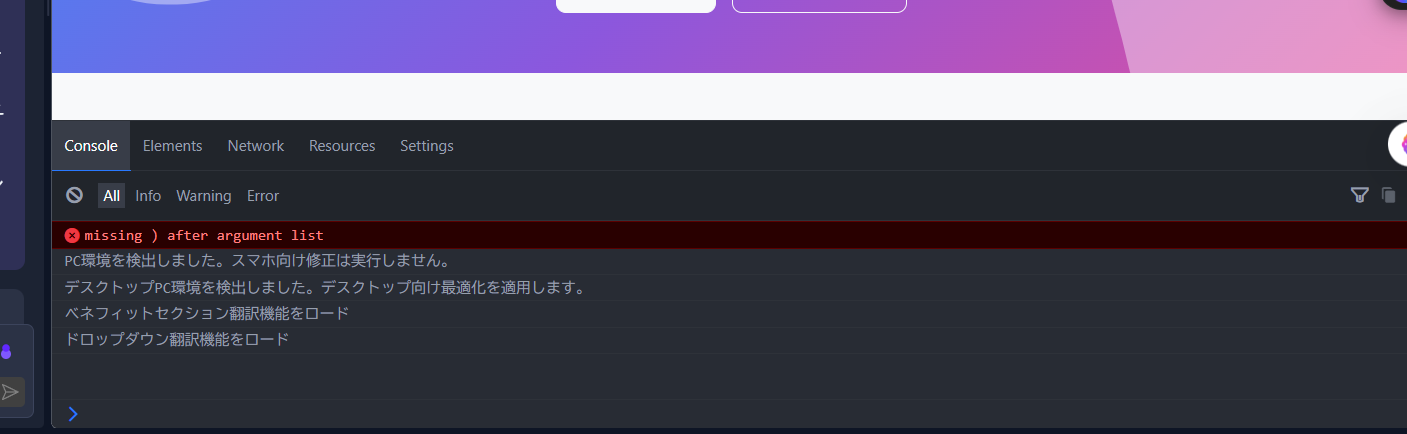 Console Elements Network Resources Settings
All Info Warning Error
missing ) after argument list
PC環境を検出しました。スマホ向け修正は実行しません。
デスクトップPC環境を検出しました。デスクトップ向け最適化を適用します。
ベネフィットセクション翻訳機能をロード
ドロップダウン翻訳機能をロード